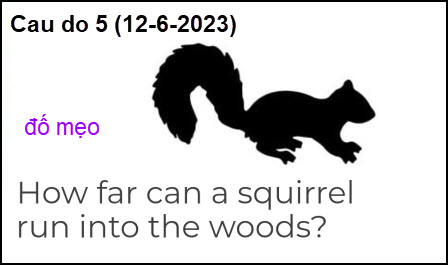 Cau do 5 (12-6-2023)
đố mẹo
How far can a squirrel
run into the woods?